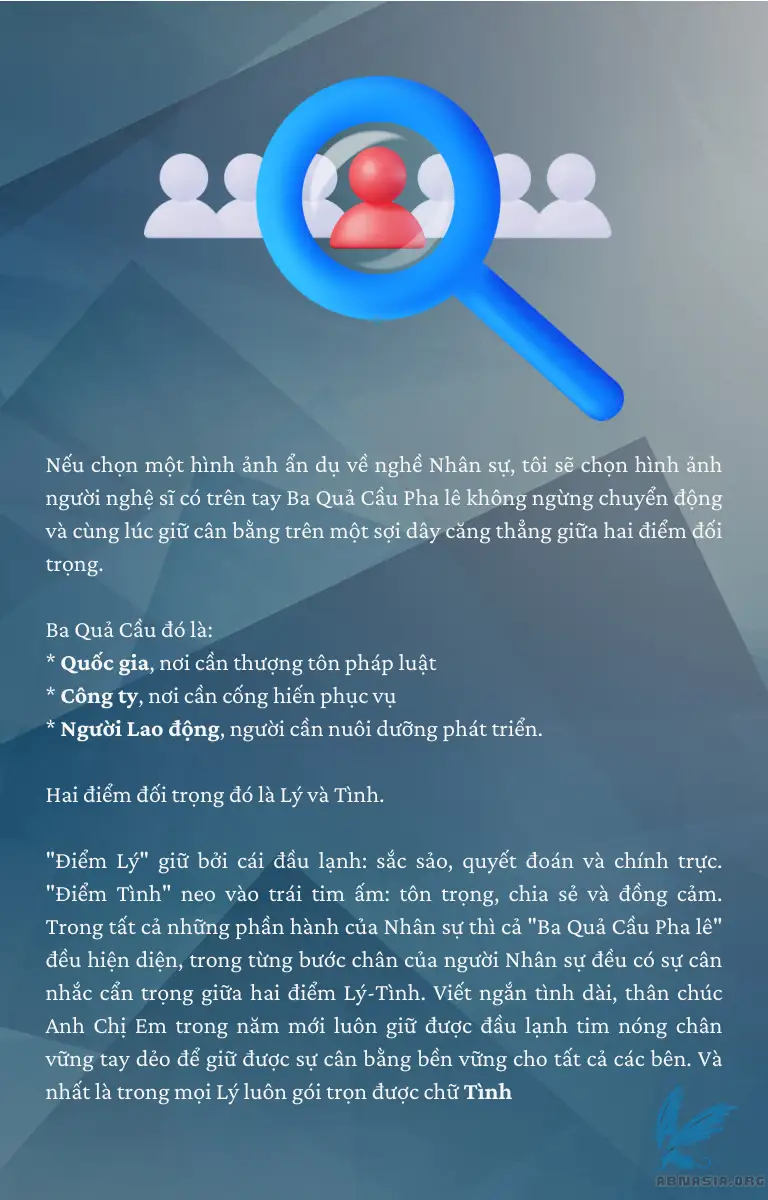 Nếu chọn một hình ảnh ẩn dụ về nghề Nhân sự, tôi sẽ chọn hình ảnh
người nghệ sĩ có trên tay Ba Quả Cầu Pha lê không ngừng chuyển động
và cùng lúc giữ cân bằng trên một sợi dây căng thẳng giữa hai điểm đối
trọng.
Ba Quả Cầu đó là:
* Quốc gia, nơi cần thượng tôn pháp luật
* Công ty, nơi cần cống hiến phục vụ
* Người Lao động, người cần nuôi dưỡng phát triển.
Hai điểm đối trọng đó là Lý và Tình.
"Điểm Lý" giữ bởi cái đầu lạnh: sắc sảo, quyết đoán và chính trực.
"Điểm Tình" neo vào trái tim ấm: tôn trọng, chia sẻ và đồng cảm.
Trong tất cả những phần hành của Nhân sự thì cả "Ba Quả Cầu Pha lê"
đều hiện diện, trong từng bước chân của người Nhân sự đều có sự cân
nhắc cẩn trọng giữa hai điểm Lý-Tình. Viết ngắn tình dài, thân chúc
Anh Chị Em trong năm mới luôn giữ được đầu lạnh tim nóng chân
vững tay dẻo để giữ được sự cân bằng bền vững cho tất cả các bên. Và
nhất là trong mọi Lý luôn gói trọn được chữ Tình
ABNASIA.ORG